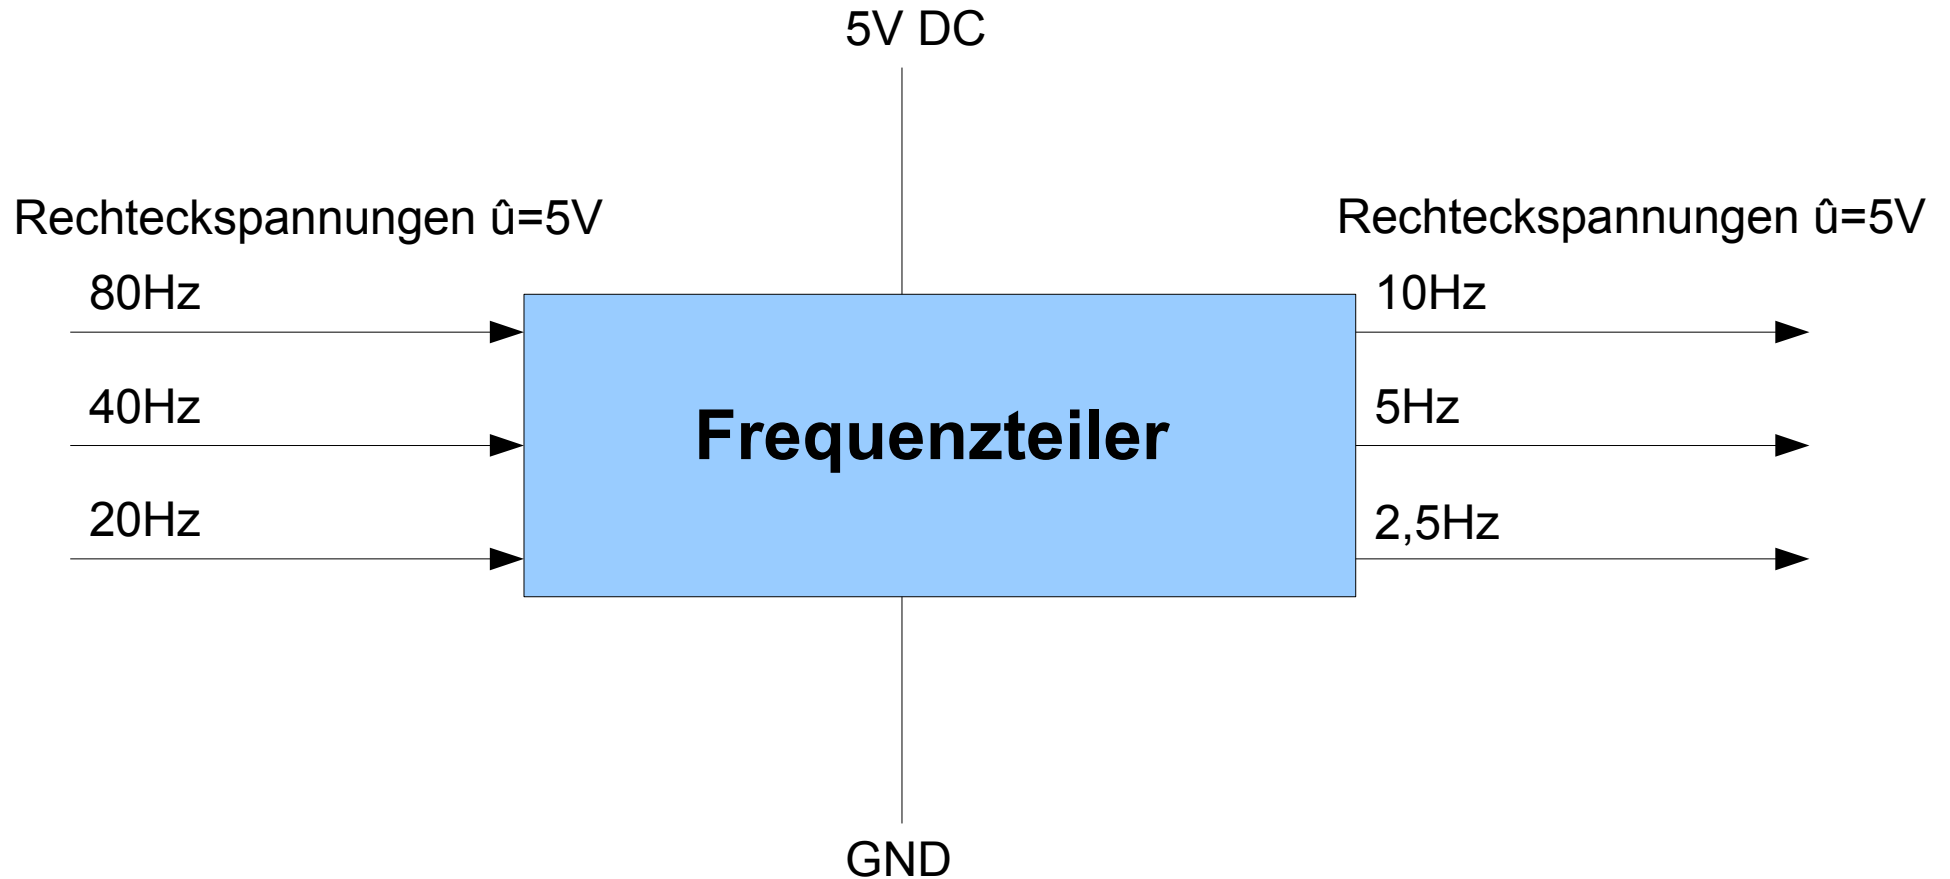 5V DC
Rechteckspannungen û=5V
Rechteckspannungen û=5V
80Hz
10Hz
40Hz
5Hz
Frequenzteiler
20Hz
2,5Hz
GND